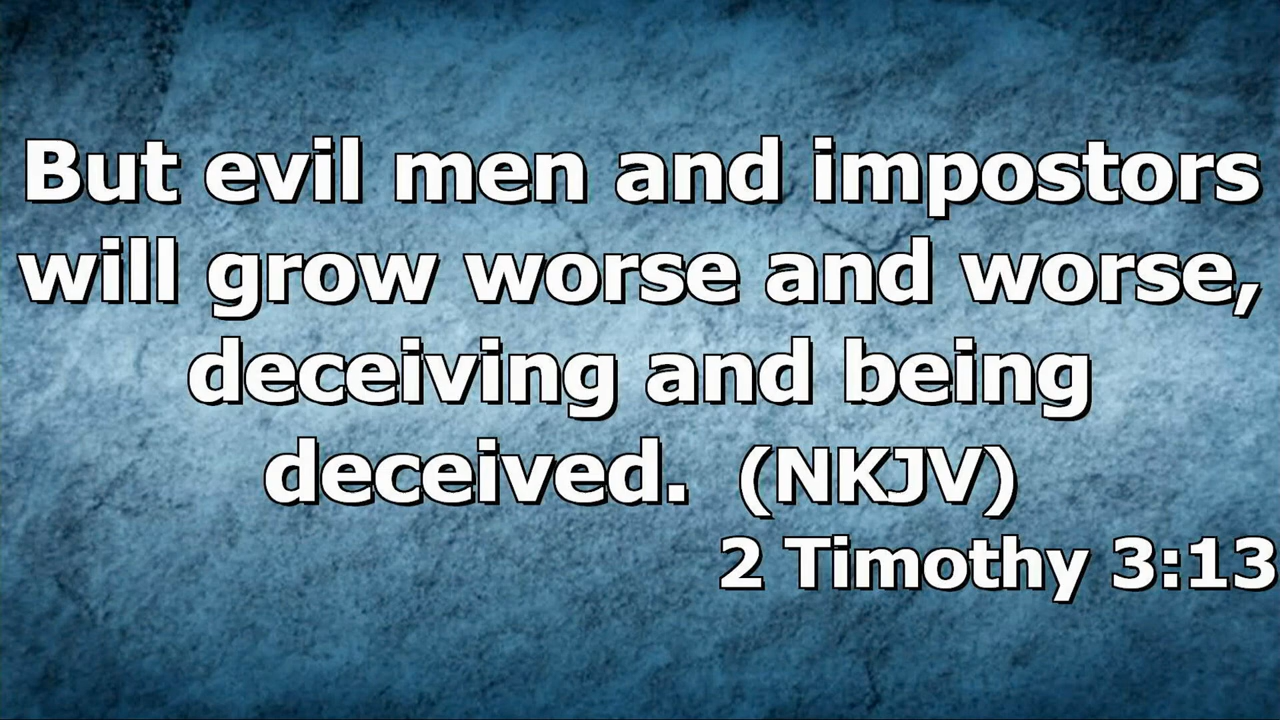 But evil men and impostors
will grow worse and worse,
deceiving and being
deceived. (NKJV)
2 Timothy 3:13